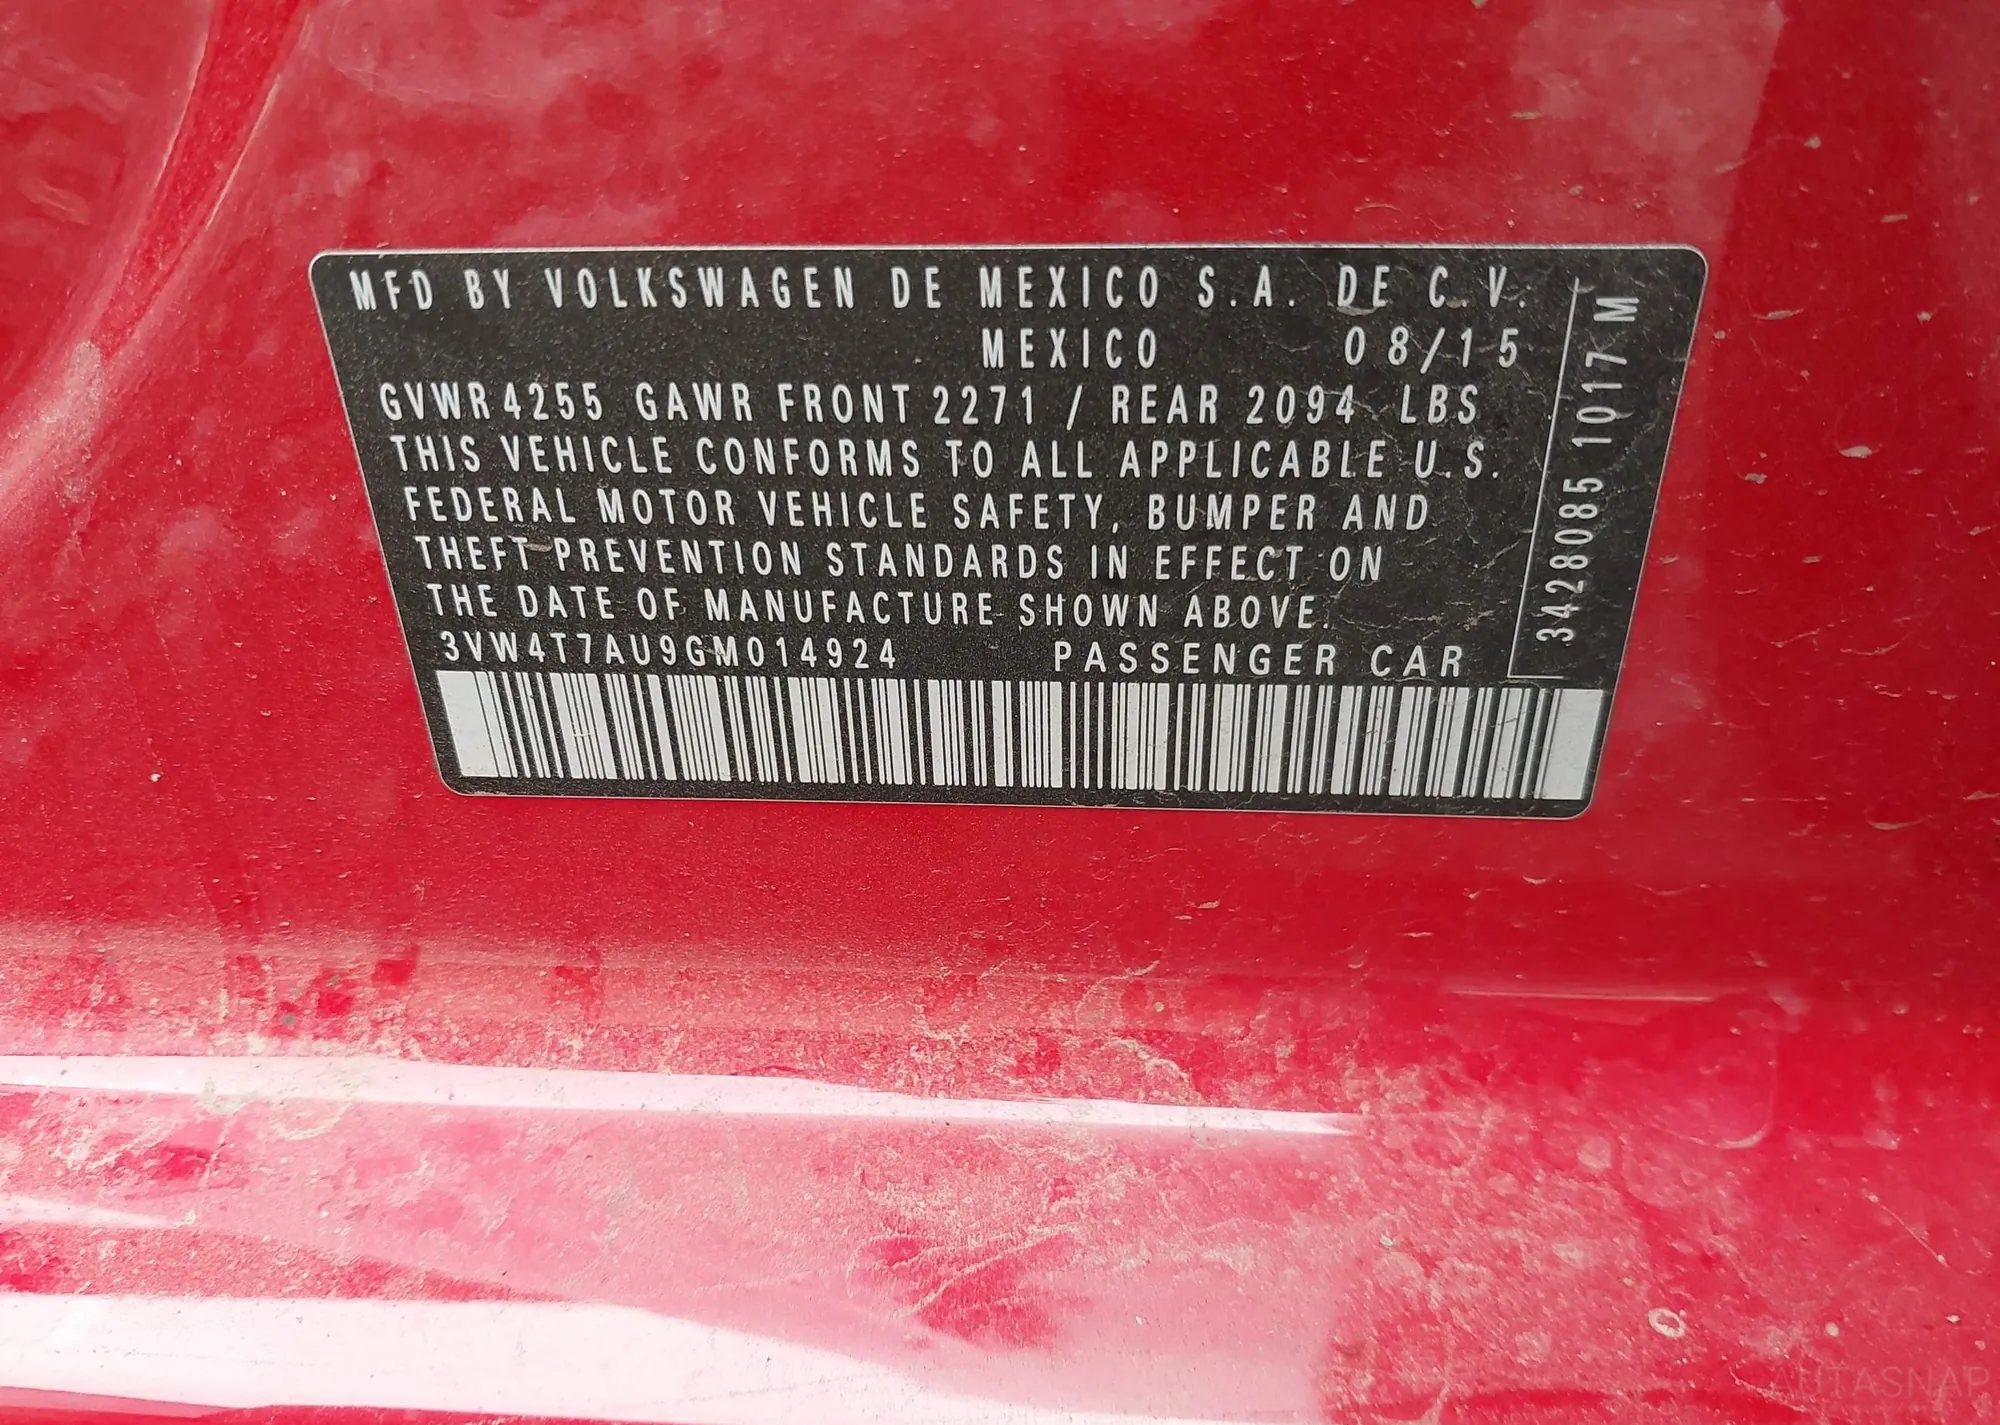 MFD BY VOLKSWAGEN DE MEXICO S.A. DE C.V.
MEXICO 08/15
GVWR 4255 GAWR FRONT 2271 / REAR 2094 LBS
THIS VEHICLE CONFORMS TO ALL APPLICABLE U.S.
FEDERAL MOTOR VEHICLE SAFETY, BUMPER AND
THEFT PREVENTION STANDARDS IN EFFECT ON
THE DATE OF MANUFACTURE SHOWN ABOVE.
3VW4T7AU9GM014924 PASSENGER CAR
34280085 1017 M
AUTASNAP